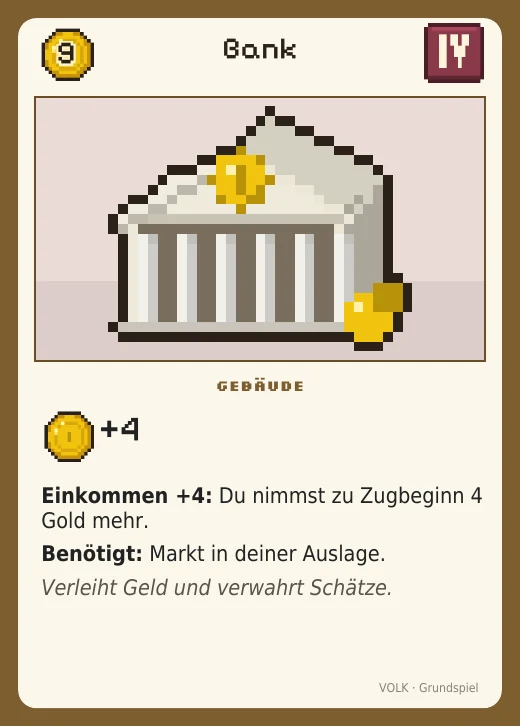 9
Bank
IV
GEBÄUDE
+4
Einkommen +4: Du nimmst zu Zugbeginn 4
Gold mehr.
Benötigt: Markt in deiner Auslage.
Verleiht Geld und verwahrt Schätze.
VOLK · Grundspiel